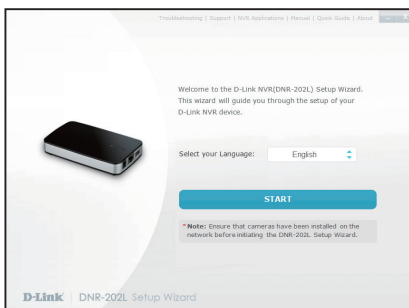 Troubleshooting | Support | NVR Applications | Manual | Quick Guide | About
Welcome to the D-Link NVR(DNR-202L) Setup Wizard.
This wizard will guide you through the setup of your
D-Link NVR device.
Select your Language: English
START
*Note: Ensure that cameras have been installed on the
network before initiating the DNR-202L Setup Wizard.
D-Link | DNR-202L Setup Wizard